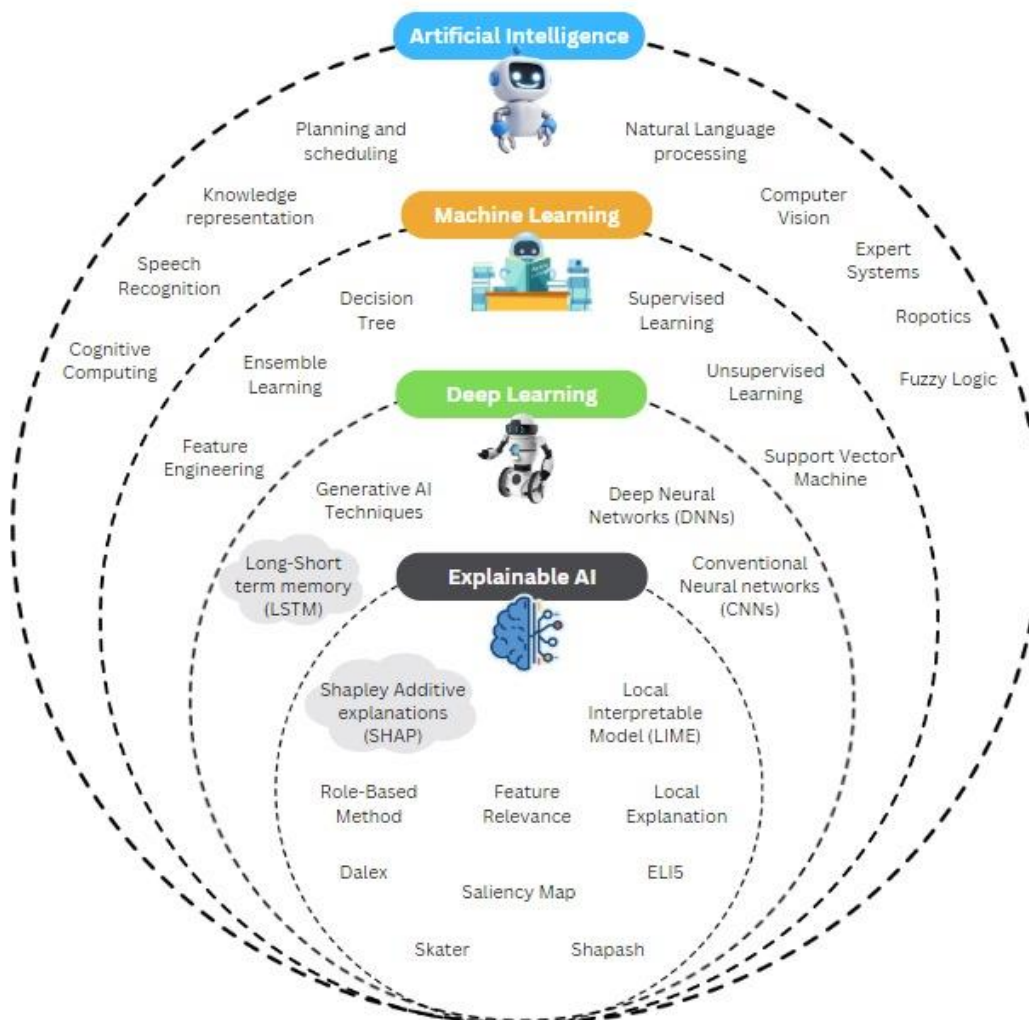 Artificial Intelligence
Planning and
scheduling
Natural Language
processing
Knowledge
representation
Computer
Vision
Speech
Recognition
Expert
Systems
Ropotics
Cognitive
Computing
Fuzzy Logic
Machine Learning
Decision
Tree
Supervised
Learning
Ensemble
Learning
Unsupervised
Learning
Feature
Engineering
Support Vector
Machine
Deep Learning
Generative AI
Techniques
Deep Neural
Networks (DNNs)
Long-Short
term memory
(LSTM)
Conventional
Neural networks
(CNNs)
Explainable AI
Shapley Additive
explanations
(SHAP)
Local
Interpretable
Model (LIME)
Role-Based
Method
Feature
Relevance
Local
Explanation
Dalex
Saliency Map
ELI5
Skater
Shapash